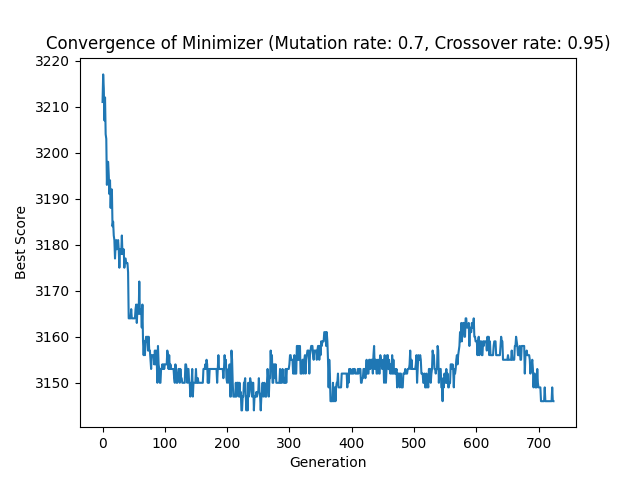 Convergence of Minimizer (Mutation rate: 0.7, Crossover rate: 0.95)
3220
3210
3200
3190
3180
3170
3160
3150
Best Score
0 100 200 300 400 500 600 700
Generation